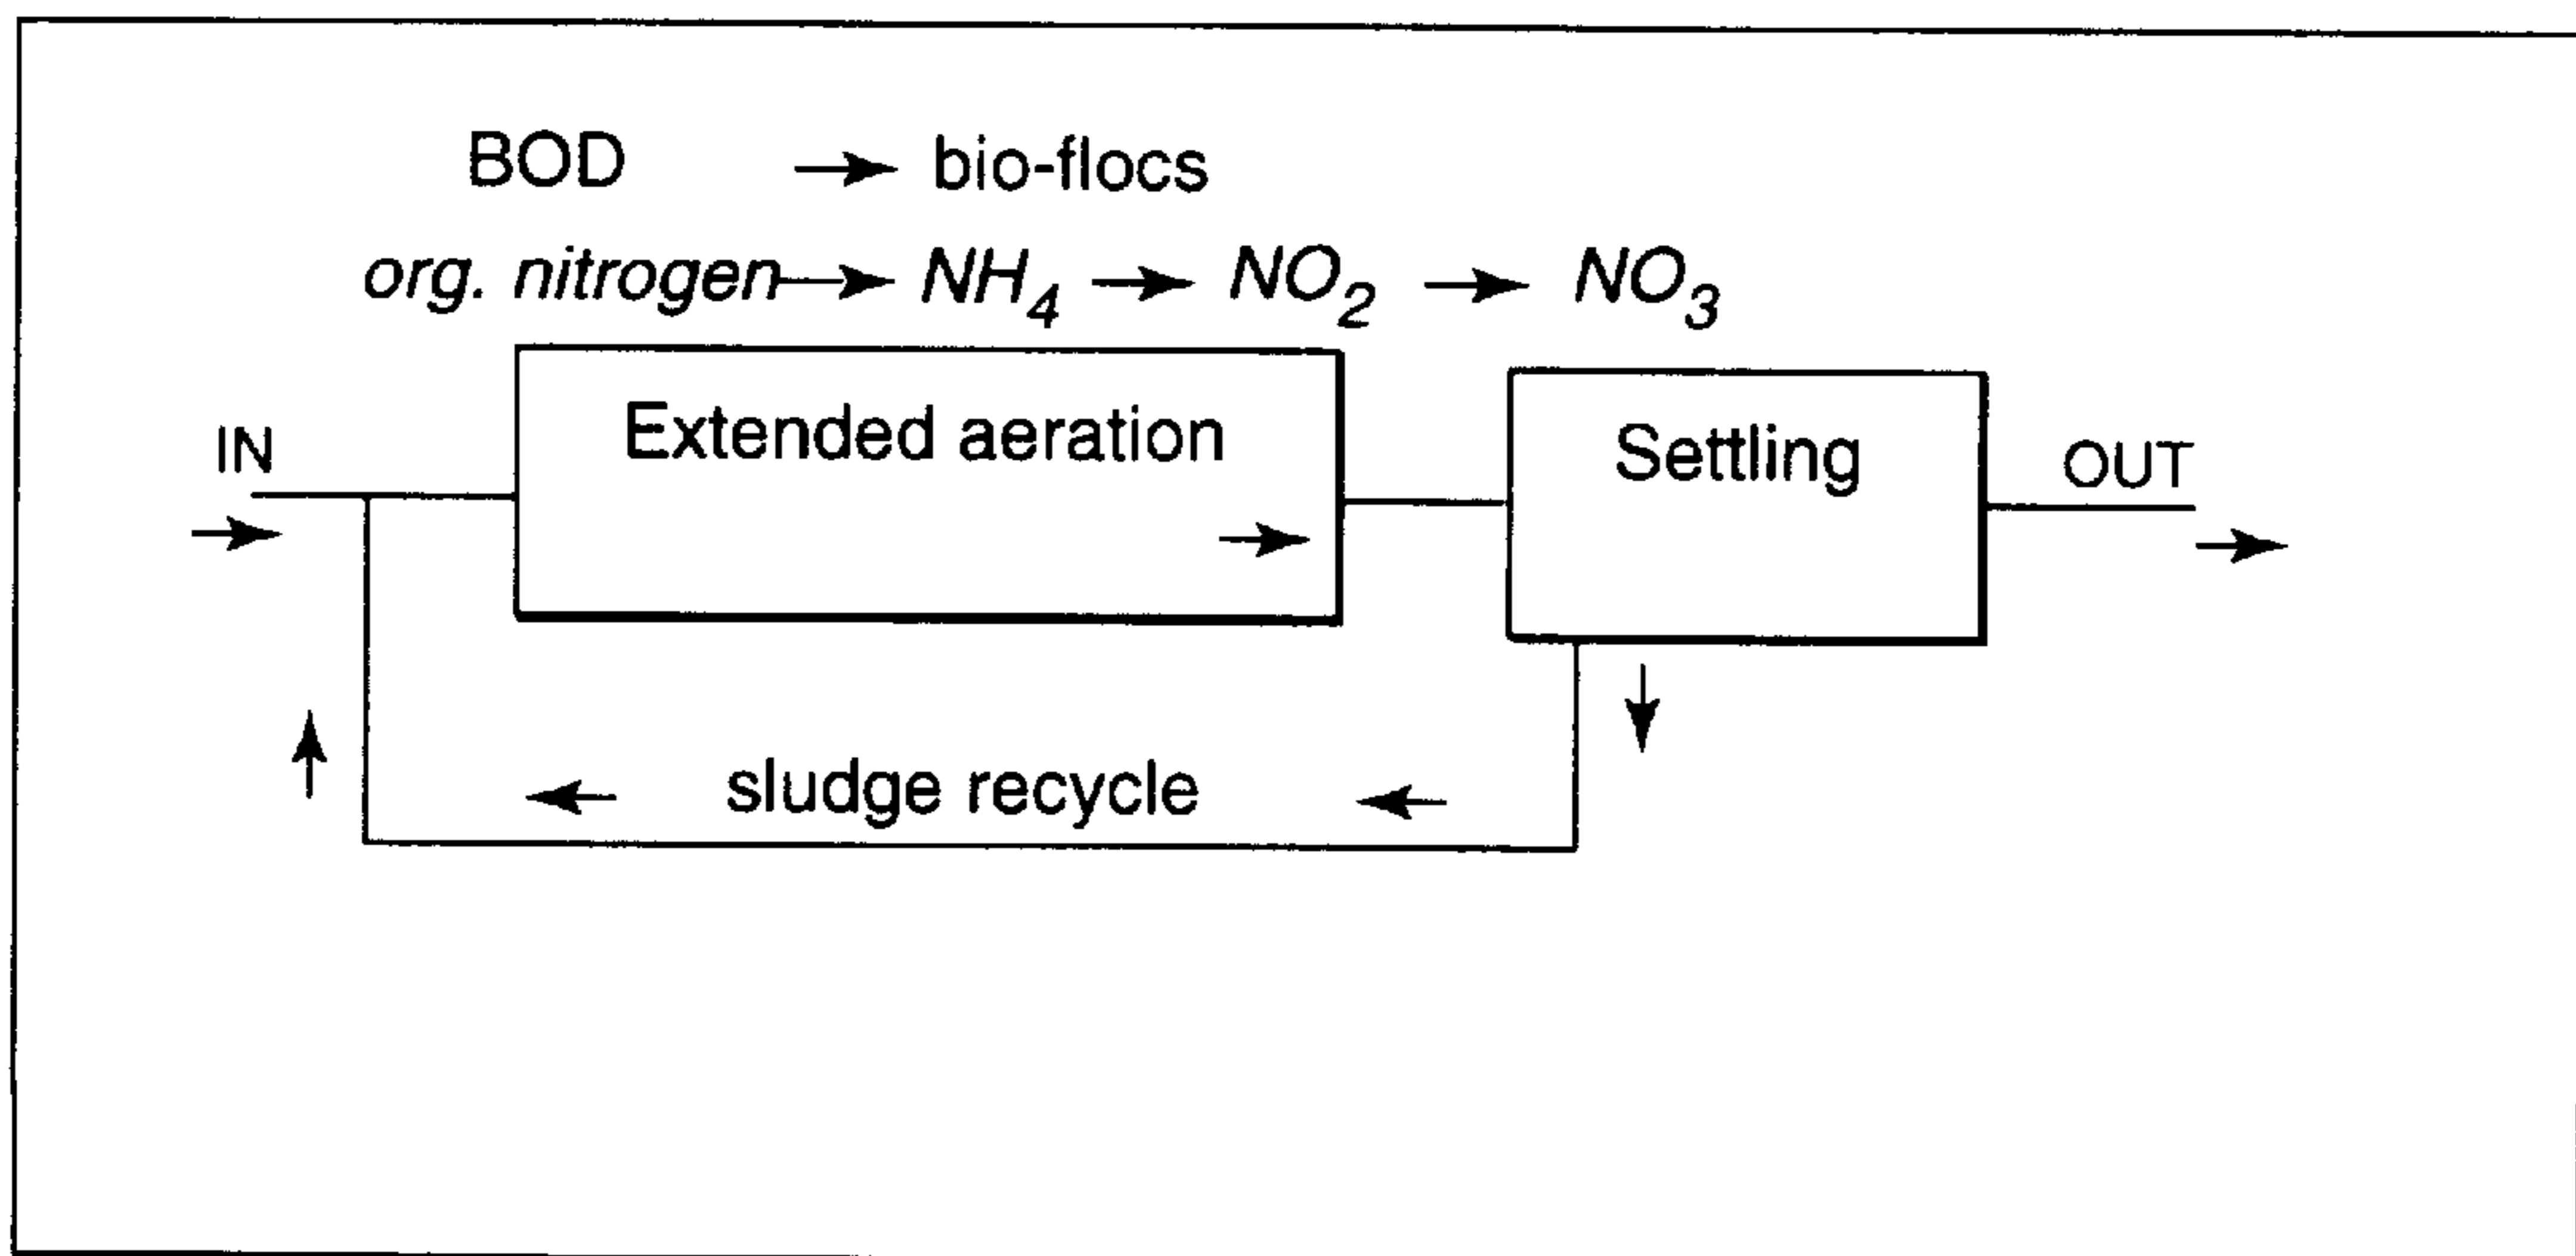 BOD → bio-flocs
org. nitrogen → NH4 → NO2 → NO3
Extended aeration
Settling
IN
OUT
sludge recycle